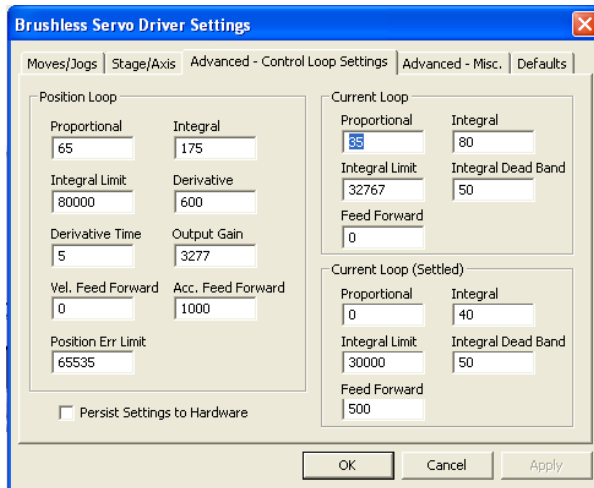 Brushless Servo Driver Settings
Moves/Jogs Stage/Axis Advanced - Control Loop Settings Advanced - Misc. Defaults
Position Loop
Proportional Integral
65 175
Integral Limit Derivative
80000 600
Derivative Time Output Gain
5 3277
Vel. Feed Forward Acc. Feed Forward
0 1000
Position Err Limit
65535
Persist Settings to Hardware
Current Loop
Proportional Integral
35 80
Integral Limit Integral Dead Band
32767 50
Feed Forward
0
Current Loop (Settled)
Proportional Integral
0 40
Integral Limit Integral Dead Band
30000 50
Feed Forward
500
OK Cancel Apply